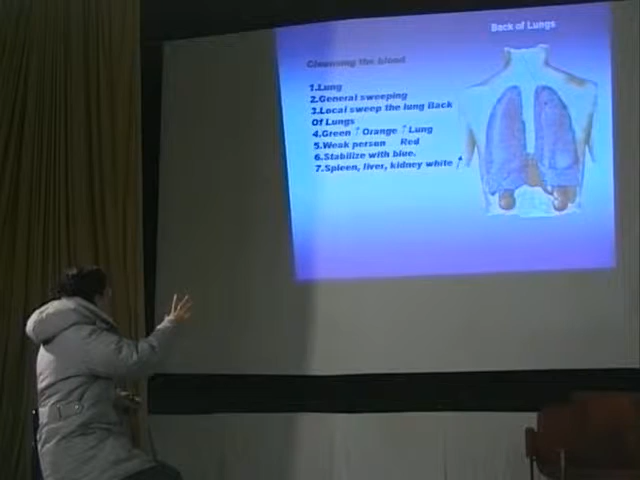 Back of Lungs
Cleansing the blood
1.Lung
2.General sweeping
3.Local sweep the lung Back
Of Lungs
4.Green ↑ Orange ↑ Lung
5.Weak person Red
6.Stabilize with blue.
7.Spleen, liver, kidney white ↑